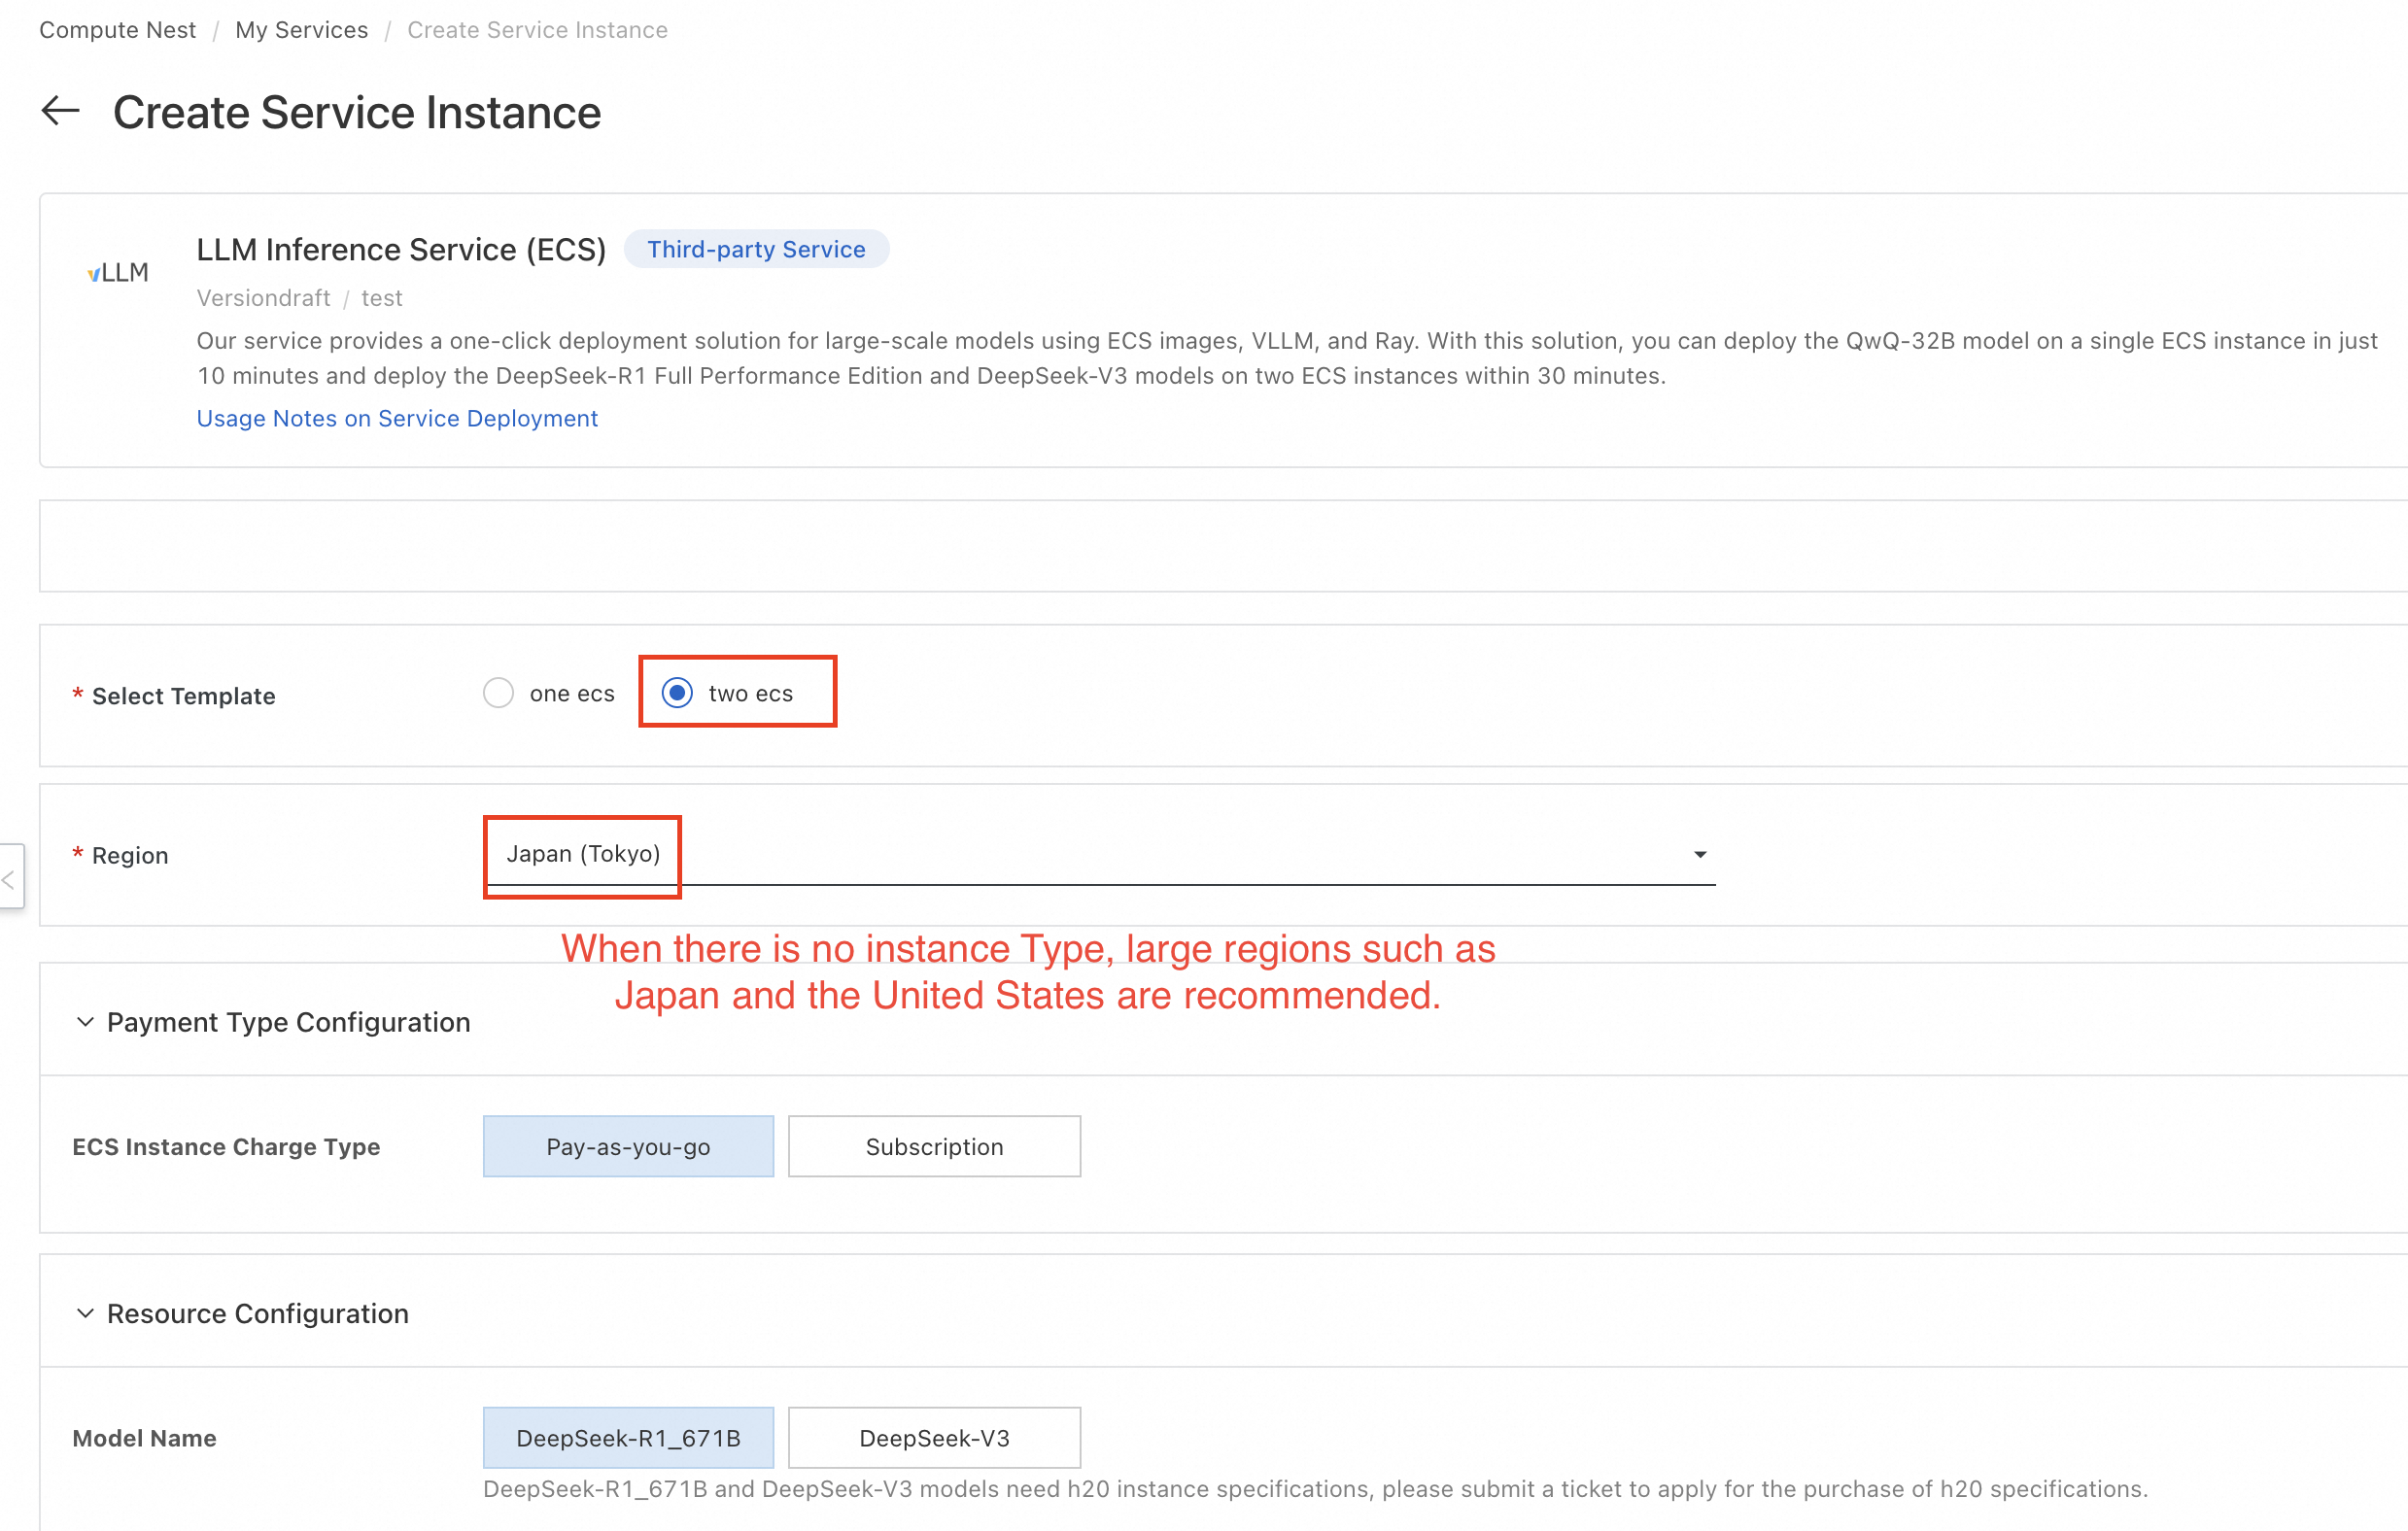 Compute Nest / My Services / Create Service Instance
Create Service Instance
vLLM
LLM Inference Service (ECS) Third-party Service
Versiondraft / test
Our service provides a one-click deployment solution for large-scale models using ECS images, VLLM, and Ray. With this solution, you can deploy the QwQ-32B model on a single ECS instance in just
10 minutes and deploy the DeepSeek-R1 Full Performance Edition and DeepSeek-V3 models on two ECS instances within 30 minutes.
Usage Notes on Service Deployment
* Select Template one ecs two ecs
* Region Japan (Tokyo)
When there is no instance Type, large regions such as
Japan and the United States are recommended.
Payment Type Configuration
ECS Instance Charge Type Pay-as-you-go Subscription
Resource Configuration
Model Name DeepSeek-R1_671B DeepSeek-V3
DeepSeek-R1_671B and DeepSeek-V3 models need h20 instance specifications, please submit a ticket to apply for the purchase of h20 specifications.